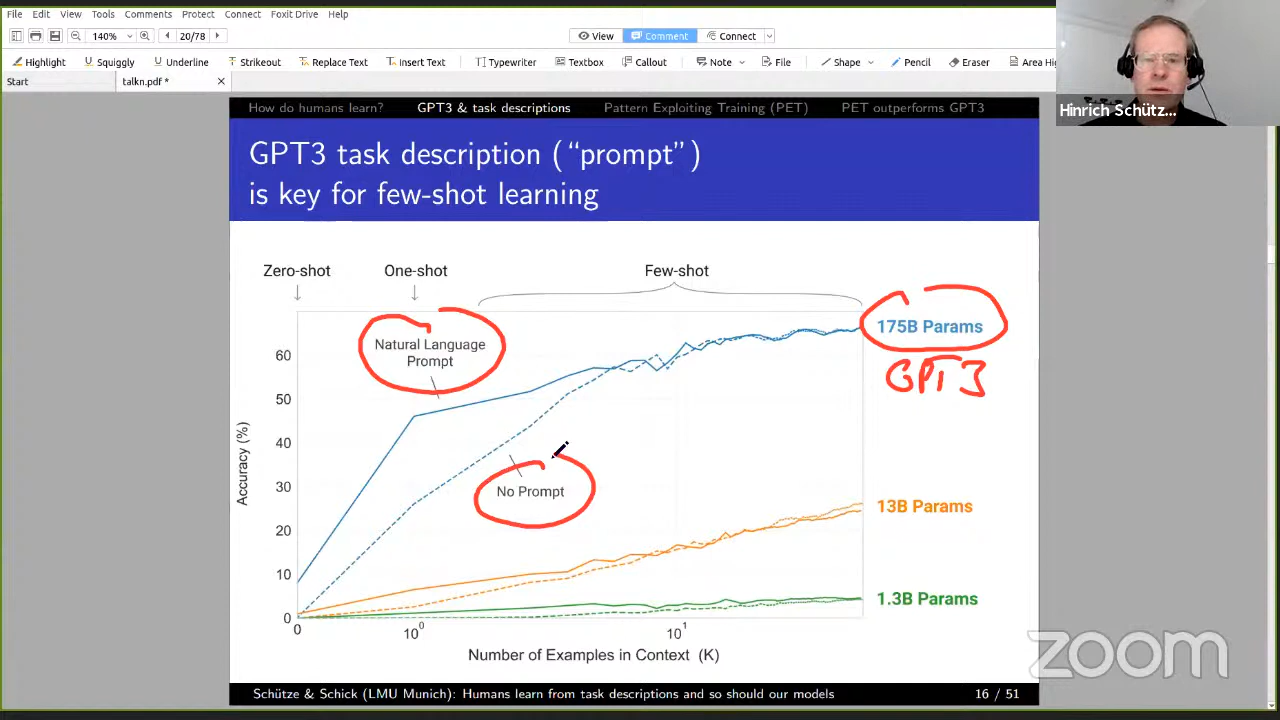 File Edit View Tools Comments Protect Connect Foxit Drive Help
140% 20/78 View Comment Connect
Highlight Squiggly Underline Strikeout Replace Text Insert Text Typewriter Textbox Callout Note File Shape Pencil Eraser Area Hi
Start talkn.pdf *
Hinrich Schütz...
How do humans learn? GPT3 & task descriptions Pattern Exploiting Training (PET) PET outperforms GPT3
GPT3 task description (“prompt”)
is key for few-shot learning
Zero-shot One-shot Few-shot
175B Params
GPT3
Natural Language
Prompt
No Prompt
13B Params
1.3B Params
Accuracy (%)
60
50
40
30
20
10
0
0 10⁰ 10¹
Number of Examples in Context (K)
zoom
Schütze & Schick (LMU Munich): Humans learn from task descriptions and so should our models 16 / 51